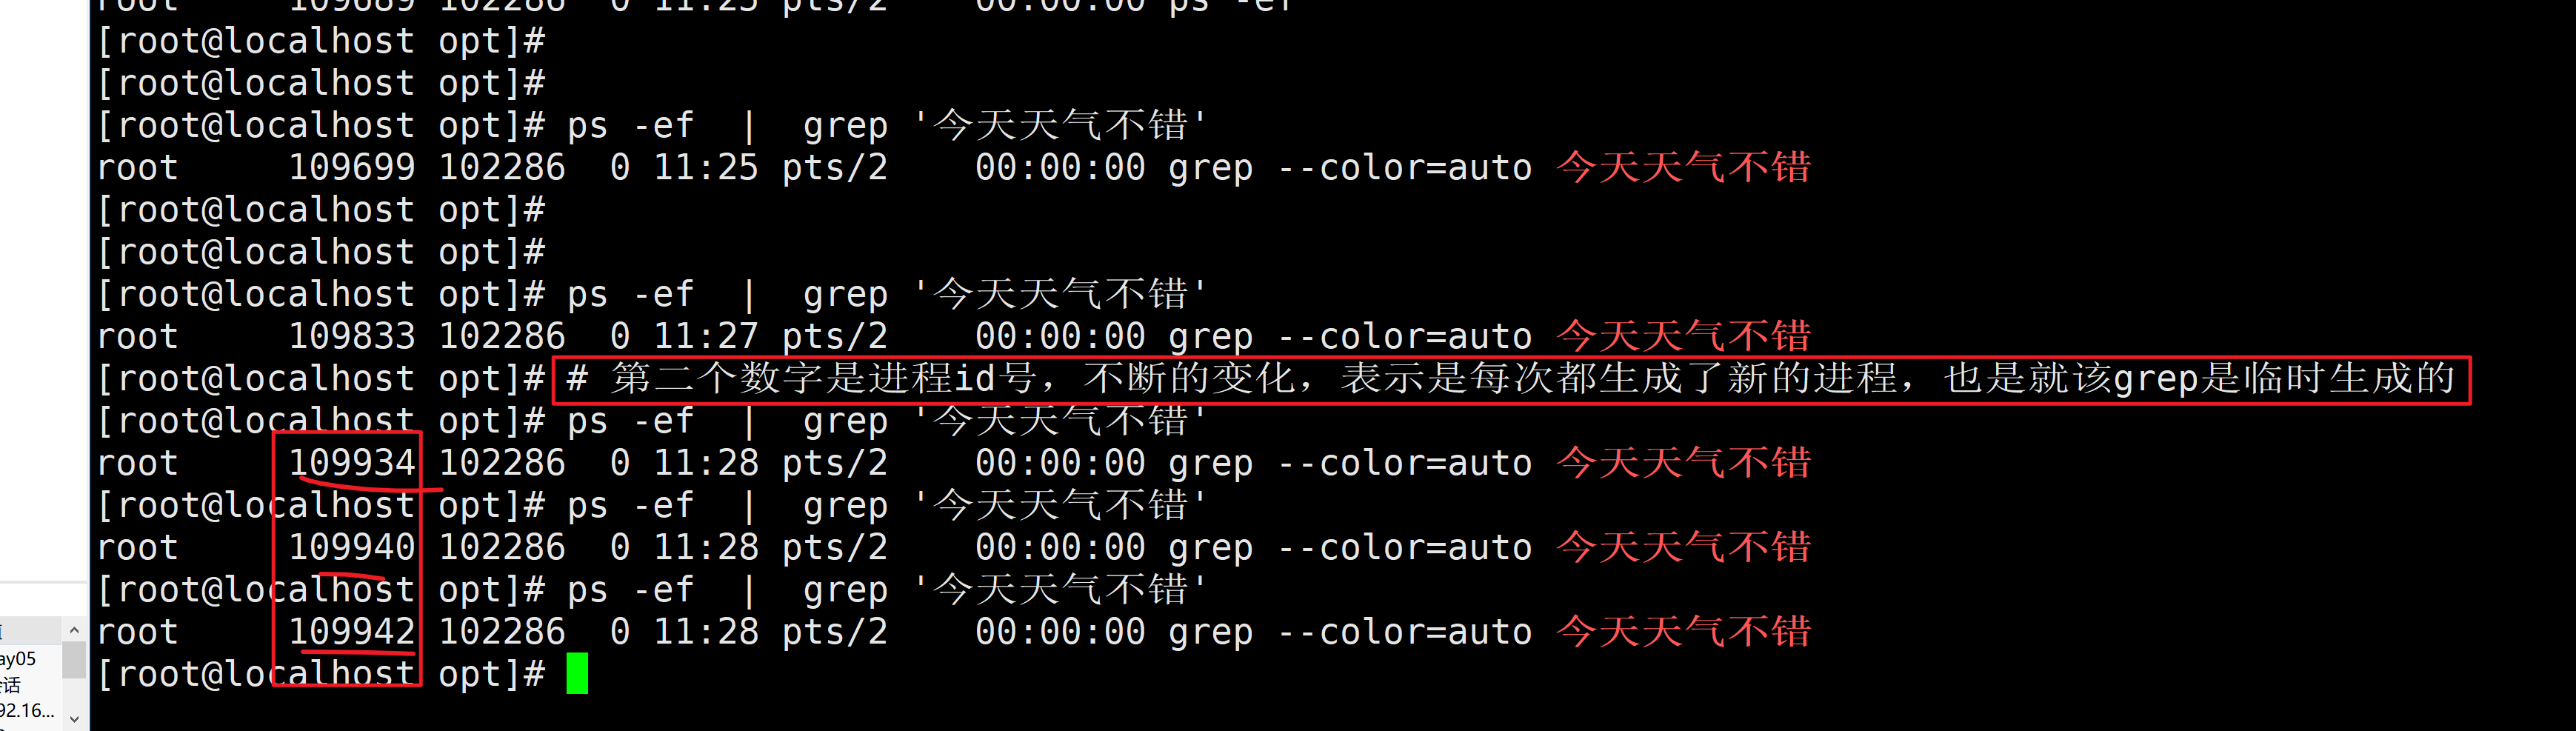 root     109689 102286  0 11:25 pts/2    00:00:00 ps -ef
[root@localhost opt]#
[root@localhost opt]#
[root@localhost opt]# ps -ef  |  grep '今天天气不错'
root     109699 102286  0 11:25 pts/2    00:00:00 grep --color=auto 今天天气不错
[root@localhost opt]#
[root@localhost opt]#
[root@localhost opt]# ps -ef  |  grep '今天天气不错'
root     109833 102286  0 11:27 pts/2    00:00:00 grep --color=auto 今天天气不错
[root@localhost opt]# # 第二个数字是进程id号，不断的变化，表示是每次都生成了新的进程，也是就该grep是临时生成的
[root@localhost opt]# ps -ef  |  grep '今天天气不错'
root     109934 102286  0 11:28 pts/2    00:00:00 grep --color=auto 今天天气不错
[root@localhost opt]# ps -ef  |  grep '今天天气不错'
root     109940 102286  0 11:28 pts/2    00:00:00 grep --color=auto 今天天气不错
[root@localhost opt]# ps -ef  |  grep '今天天气不错'
root     109942 102286  0 11:28 pts/2    00:00:00 grep --color=auto 今天天气不错
[root@localhost opt]#
ay05
话
92.16...